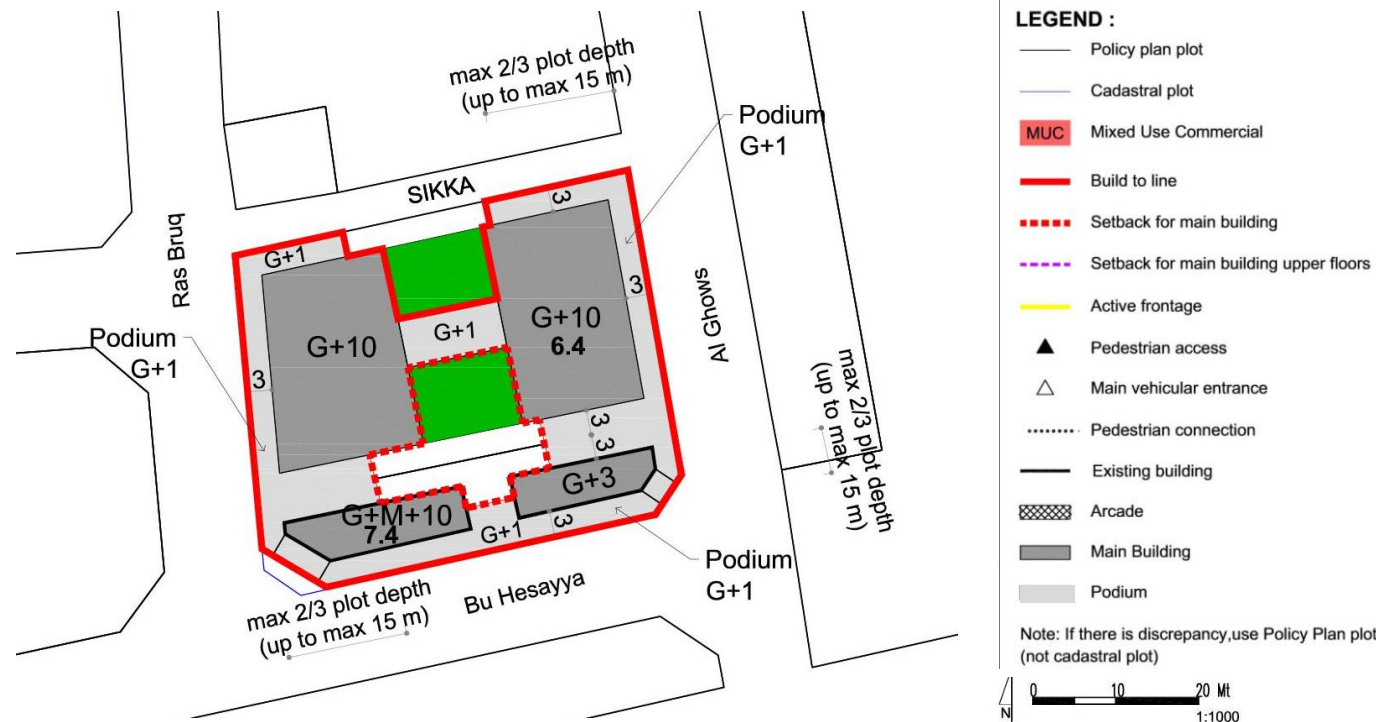 max 2/3 plot depth
(up to max 15 m)
Podium
G+1
SIKKA
3
Ras Bruq
G+1
G+10
G+1
G+10
6.4
3
Al Ghows
Podium
G+1
3
max 2/3 plot depth
(up to max 15 m)
3
3
G+3
G+M+10
7.4
G+1
3
Podium
G+1
Bu Hesayya
max 2/3 plot depth
(up to max 15 m)
LEGEND :
Policy plan plot
Cadastral plot
MUC Mixed Use Commercial
Build to line
Setback for main building
Setback for main building upper floors
Active frontage
Pedestrian access
Main vehicular entrance
Pedestrian connection
Existing building
Arcade
Main Building
Podium
Note: If there is discrepancy,use Policy Plan plot
(not cadastral plot)
N 0 10 20 Mt
1:1000